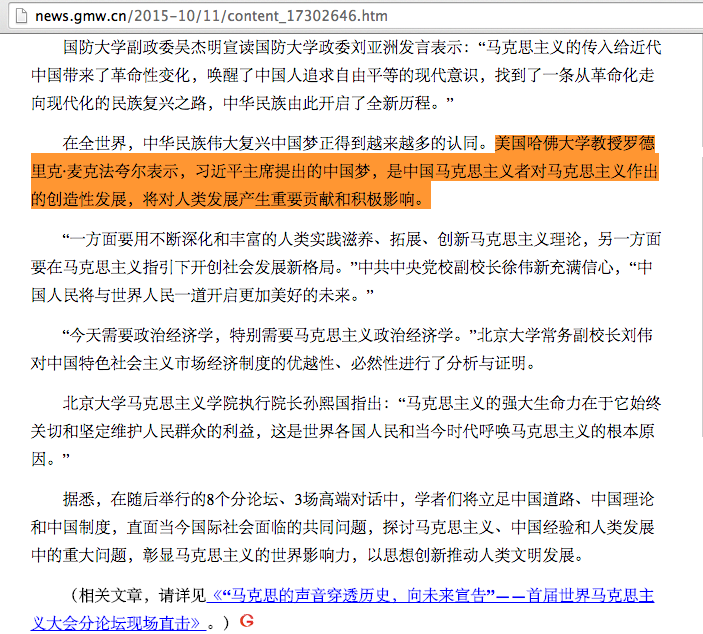 news.gmw.cn/2015-10/11/content_17302646.htm
国防大学副政委吴杰明宣读国防大学政委刘亚洲发言表示：“马克思主义的传入给近代
中国带来了革命性变化，唤醒了中国人追求自由平等的现代意识，找到了一条从革命化走
向现代化的民族复兴之路，中华民族由此开启了全新历程。”
在全世界，中华民族伟大复兴中国梦正得到越来越多的认同。美国哈佛大学教授罗德
里克·麦克法夸尔表示，习近平主席提出的中国梦，是中国马克思主义者对马克思主义作出
的创造性发展，将对人类发展产生重要贡献和积极影响。
“一方面要用不断深化和丰富的人类实践滋养、拓展、创新马克思主义理论，另一方面
要在马克思主义指引下开创社会发展新格局。”中共中央党校副校长徐伟新充满信心，“中
国人民将与世界人民一道开启更加美好的未来。”
“今天需要政治经济学，特别需要马克思主义政治经济学。”北京大学常务副校长刘伟
对中国特色社会主义市场经济制度的优越性、必然性进行了分析与证明。
北京大学马克思主义学院执行院长孙熙国指出：“马克思主义的强大生命力在于它始终
关切和坚定维护人民群众的利益，这是世界各国人民和当今时代呼唤马克思主义的根本原
因。”
据悉，在随后举行的8个分论坛、3场高端对话中，学者们将立足中国道路、中国理论
和中国制度，直面当今国际社会面临的共同问题，探讨马克思主义、中国经验和人类发展
中的重大问题，彰显马克思主义的世界影响力，以思想创新推动人类文明发展。
（相关文章，请详见《“马克思的声音穿透历史，向未来宣告”——首届世界马克思主
义大会分论坛现场直击》。）G